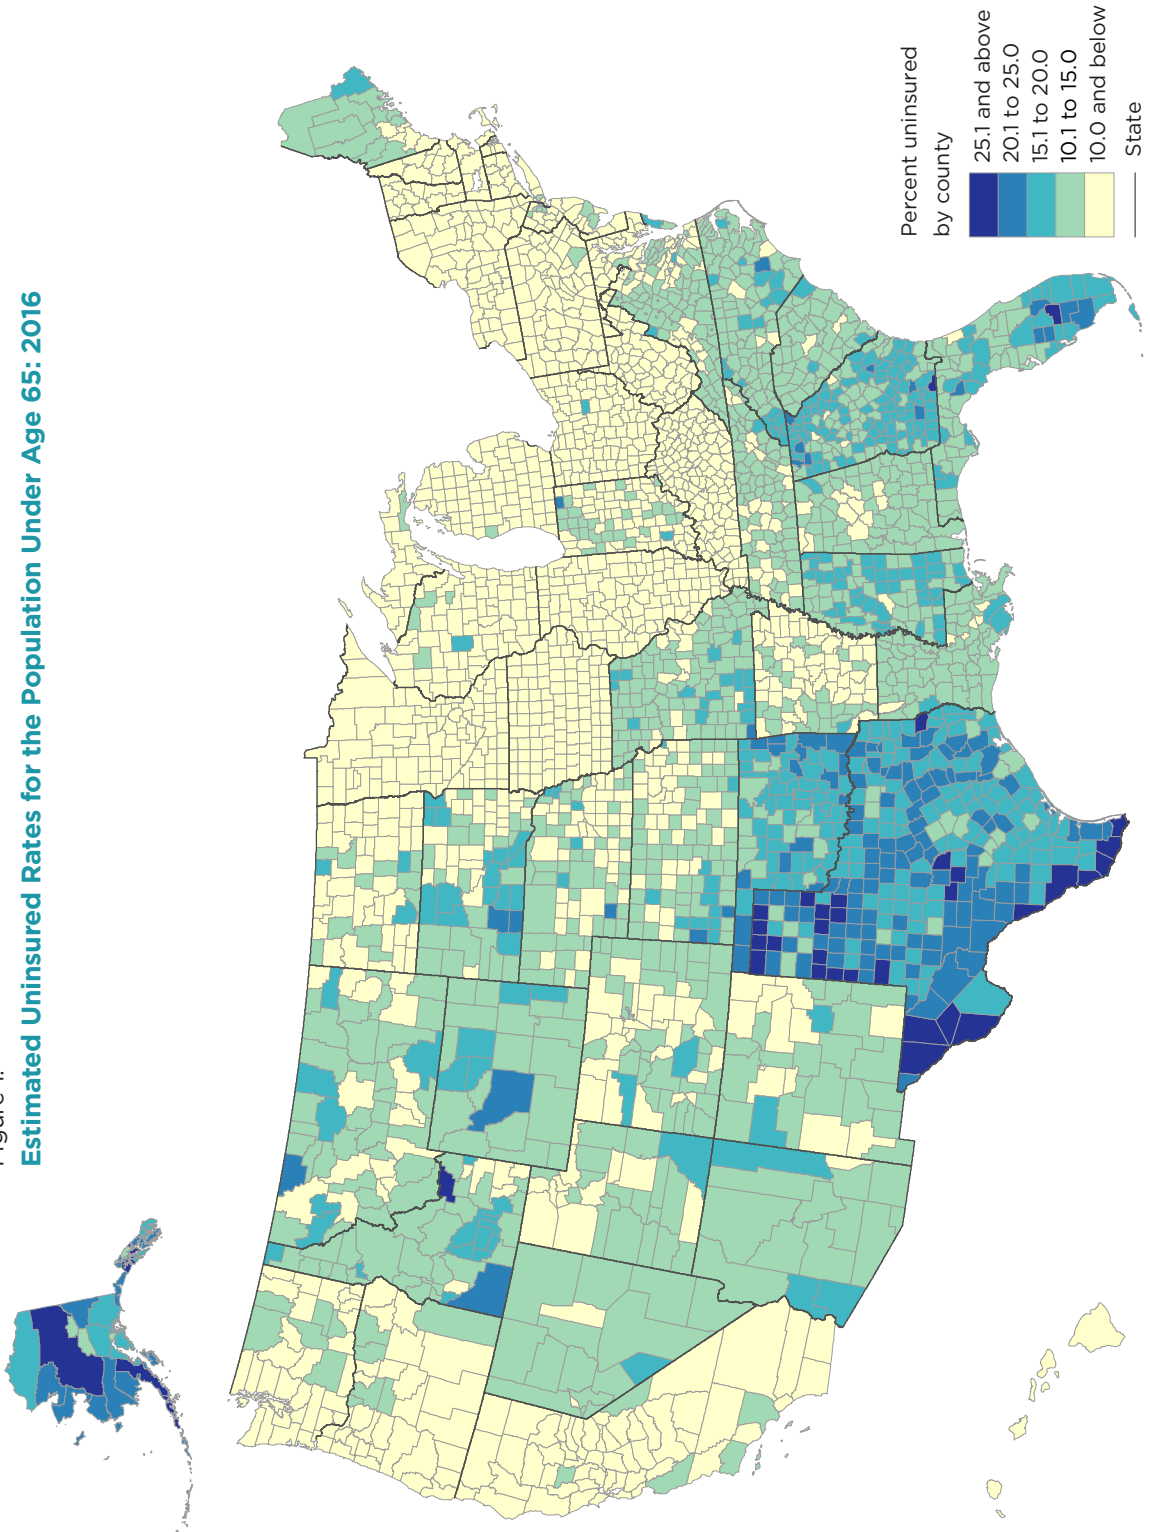 Estimated Uninsured Rates for the Population Under Age 65: 2016
Percent uninsured
by county
25.1 and above
20.1 to 25.0
15.1 to 20.0
10.1 to 15.0
10.0 and below
State